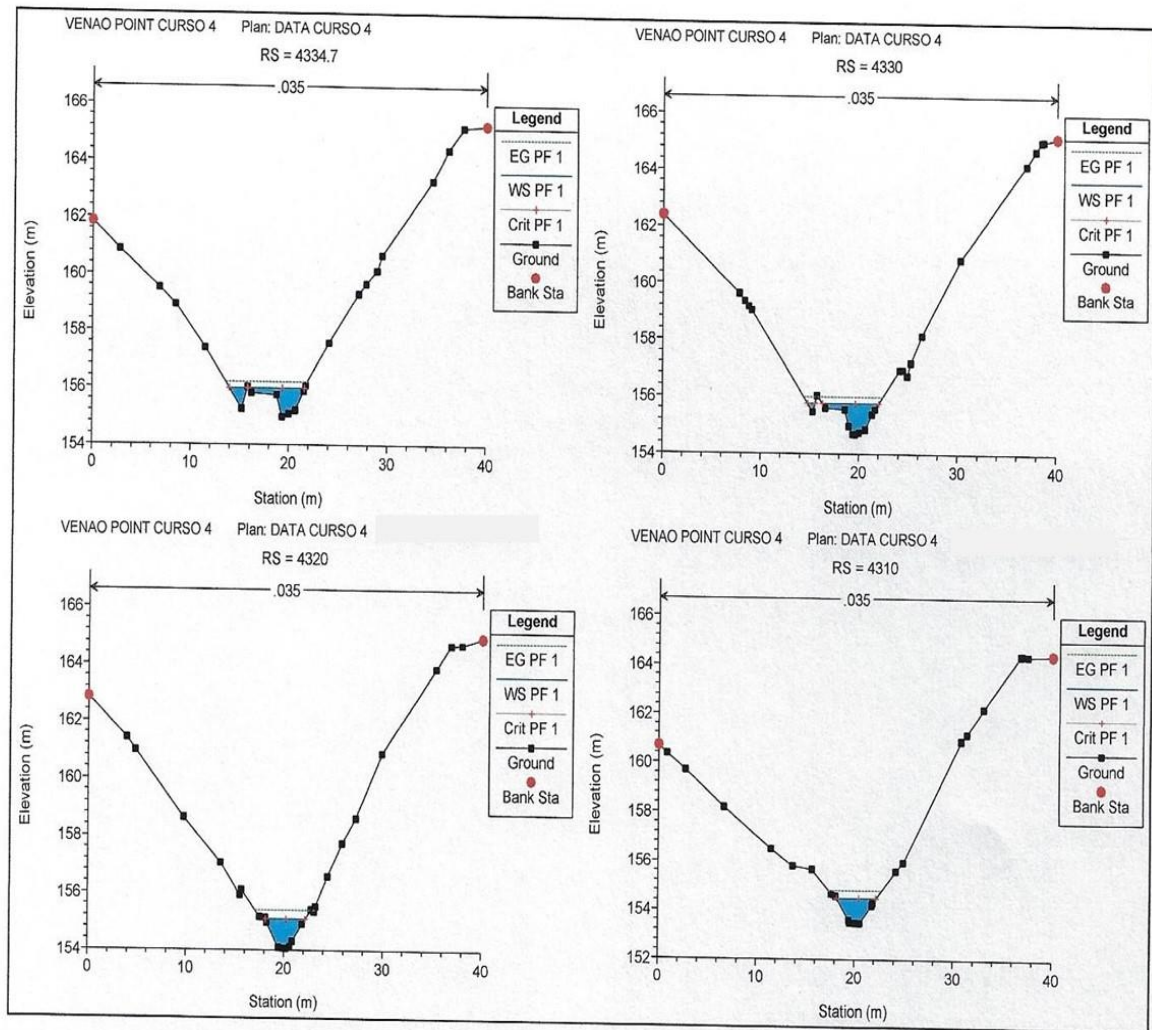 VENAO POINT CURSO 4 Plan: DATA CURSO 4
RS = 4334.7
.035
166
164
162
160
158
156
154
0
10
20
30
40
Elevation (m)
Station (m)
Legend
EG PF 1
WS PF 1
Crit PF 1
Ground
Bank Sta
VENAO POINT CURSO 4 Plan: DATA CURSO 4
RS = 4330
.035
166
164
162
160
158
156
154
0
10
20
30
40
Elevation (m)
Station (m)
Legend
EG PF 1
WS PF 1
Crit PF 1
Ground
Bank Sta
VENAO POINT CURSO 4 Plan: DATA CURSO 4
RS = 4320
.035
166
164
162
160
158
156
154
0
10
20
30
40
Elevation (m)
Station (m)
Legend
EG PF 1
WS PF 1
Crit PF 1
Ground
Bank Sta
VENAO POINT CURSO 4 Plan: DATA CURSO 4
RS = 4310
.035
166
164
162
160
158
156
154
152
0
10
20
30
40
Elevation (m)
Station (m)
Legend
EG PF 1
WS PF 1
Crit PF 1
Ground
Bank Sta